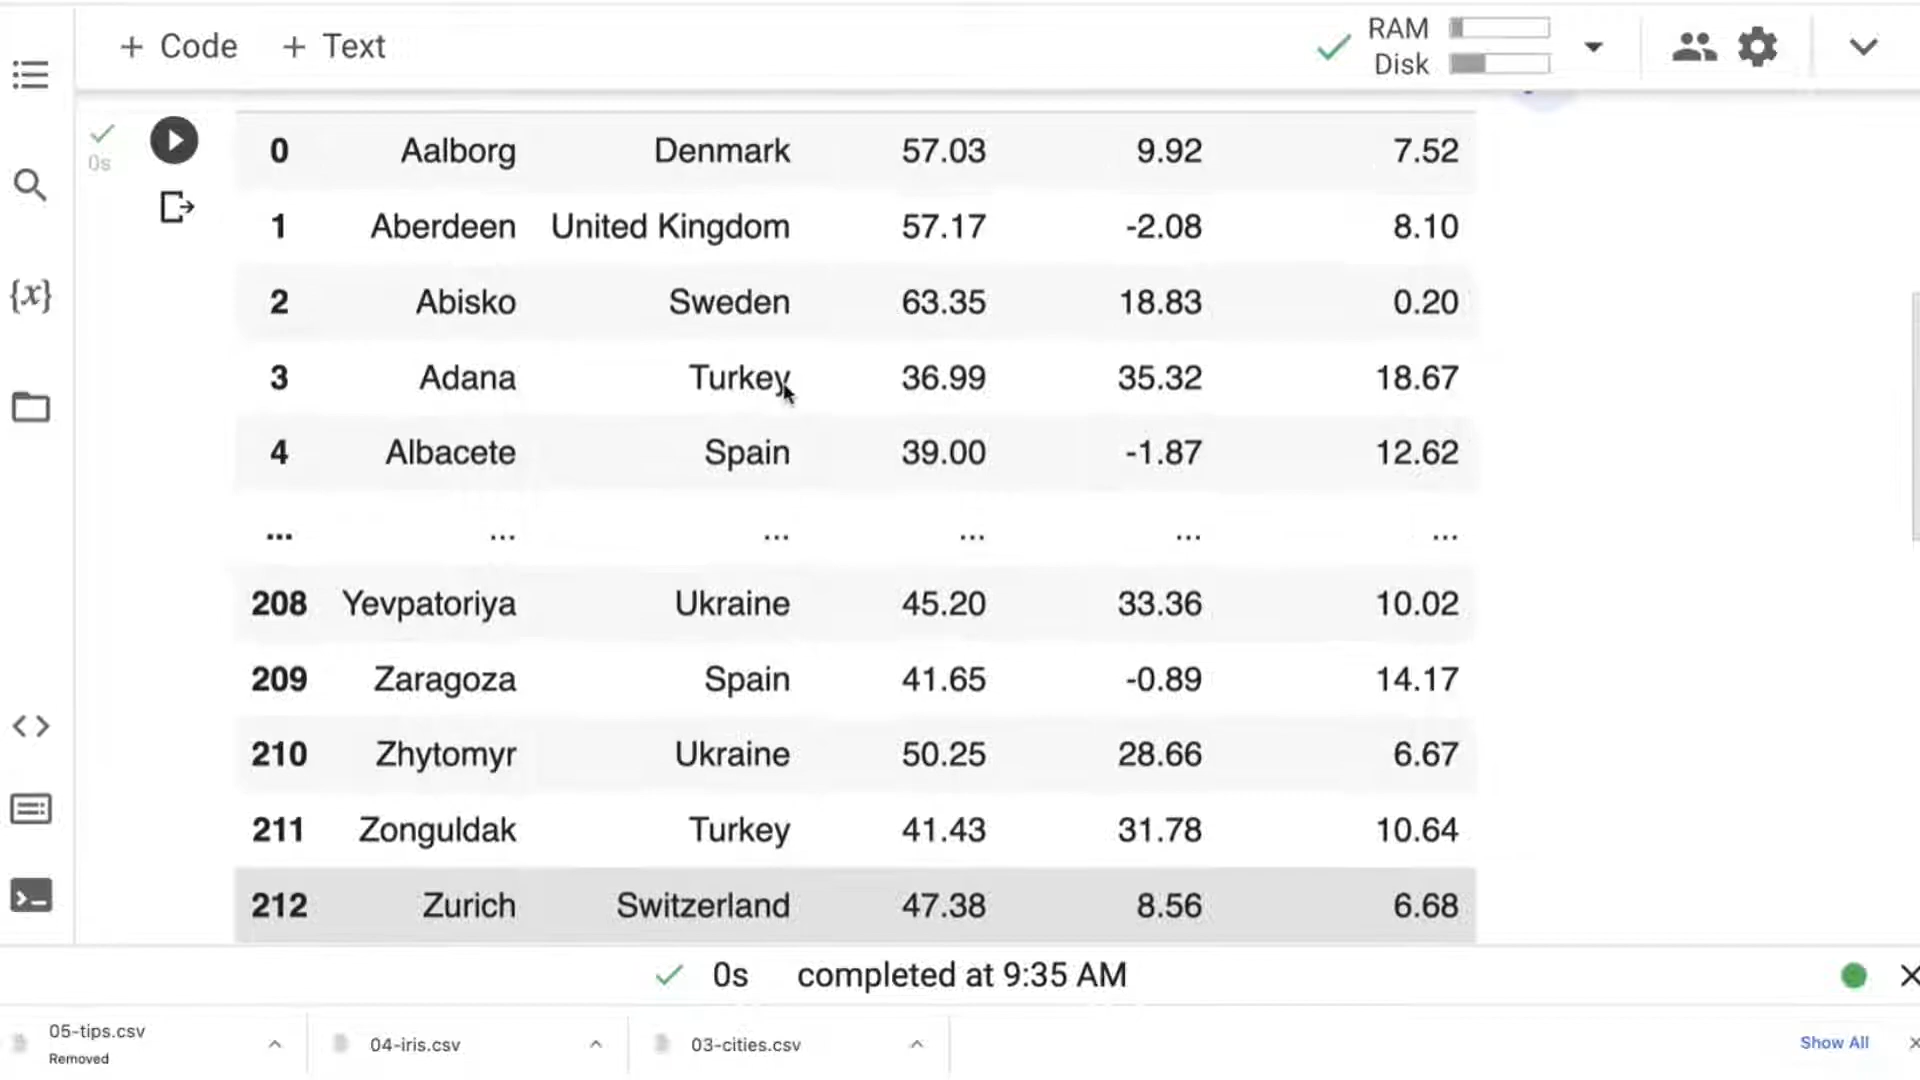 + Code + Text
RAM
Disk
0s
{x}
0 Aalborg Denmark 57.03 9.92 7.52
1 Aberdeen United Kingdom 57.17 -2.08 8.10
2 Abisko Sweden 63.35 18.83 0.20
3 Adana Turkey 36.99 35.32 18.67
4 Albacete Spain 39.00 -1.87 12.62
... ... ... ... ... ...
208 Yevpatoriya Ukraine 45.20 33.36 10.02
209 Zaragoza Spain 41.65 -0.89 14.17
210 Zhytomyr Ukraine 50.25 28.66 6.67
211 Zonguldak Turkey 41.43 31.78 10.64
212 Zurich Switzerland 47.38 8.56 6.68
0s completed at 9:35 AM
05-tips.csv
Removed
04-iris.csv
03-cities.csv
Show All